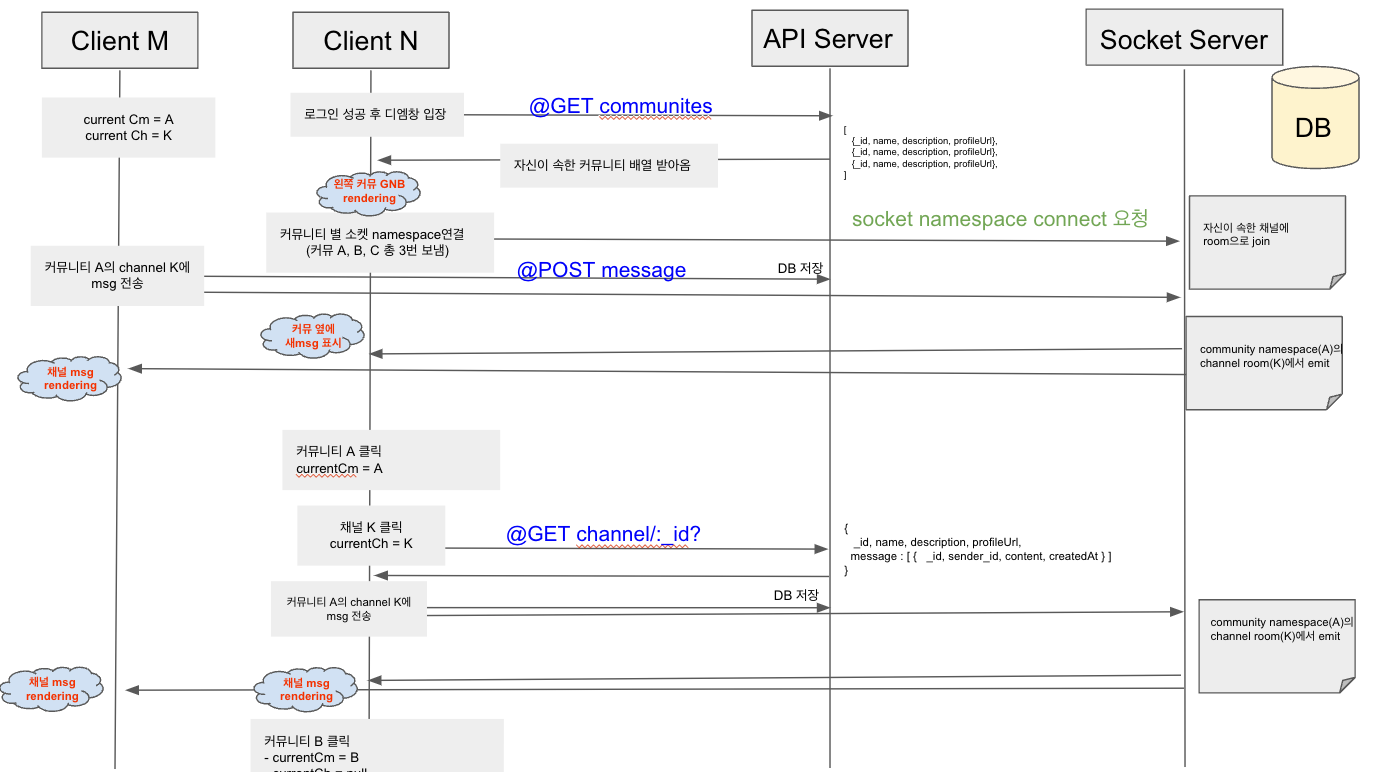 Client M
Client N
API Server
Socket Server
DB
current Cm = A
current Ch = K
로그인 성공 후 디엠창 입장
@GET communites
[
{_id, name, description, profileUrl},
{_id, name, description, profileUrl},
{_id, name, description, profileUrl},
]
자신이 속한 커뮤니티 배열 받아옴
왼쪽 커뮤 GNB
rendering
커뮤니티 별 소켓 namespace연결
(커뮤 A, B, C 총 3번 보냄)
socket namespace connect 요청
자신이 속한 채널에
room으로 join
커뮤니티 A의 channel K에
msg 전송
@POST message
DB 저장
커뮤 옆에
새msg 표시
community namespace(A)의
channel room(K)에서 emit
채널 msg
rendering
커뮤니티 A 클릭
currentCm = A
채널 K 클릭
currentCh = K
@GET channel/:_id?
{
_id, name, description, profileUrl,
message : [ { _id, sender_id, content, createdAt } ]
}
커뮤니티 A의 channel K에
msg 전송
DB 저장
community namespace(A)의
channel room(K)에서 emit
채널 msg
rendering
채널 msg
rendering
커뮤니티 B 클릭
- currentCm = B
- currentCh = null